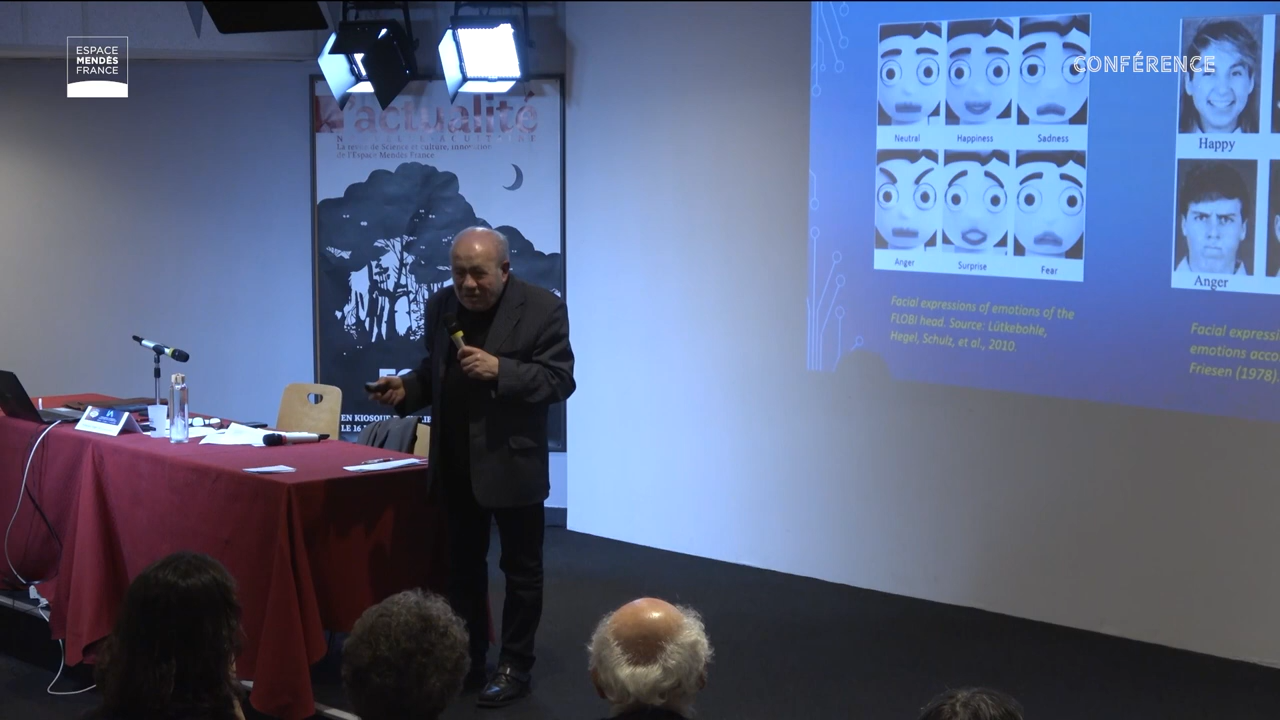 ESPACE
MENDÈS
FRANCE
CONFÉRENCE
L'actualité
La revue de Science et culture, innovation
de l'Espace Mendès France
EN KIOSQUE
LE 16
Neutral
Happiness
Sadness
Anger
Surprise
Fear
Facial expressions of emotions of the
FLOBI head. Source: Lütkebohle,
Hegel, Schulz, et al., 2010.
Happy
Anger
Facial expressi
emotions acco
Friesen (1978)